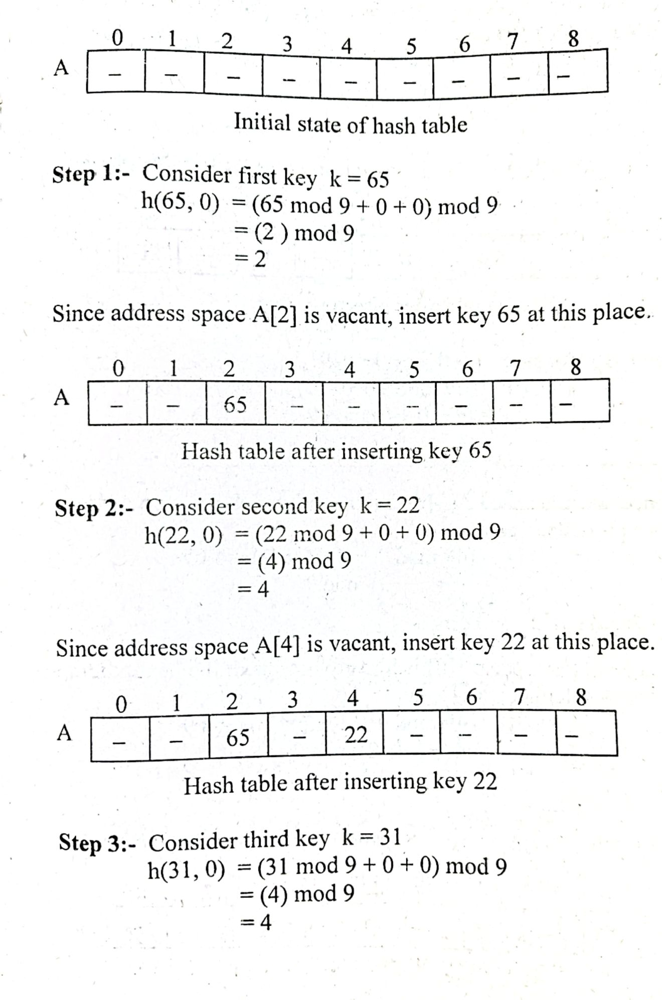 0 1 2 3 4 5 6 7 8
A – – – – – – – – –
Initial state of hash table
Step 1:- Consider first key k = 65
h(65, 0) = (65 mod 9 + 0 + 0) mod 9
= (2 ) mod 9
= 2
Since address space A[2] is vacant, insert key 65 at this place.
0 1 2 3 4 5 6 7 8
A – – 65 – – – – – –
Hash table after inserting key 65
Step 2:- Consider second key k = 22
h(22, 0) = (22 mod 9 + 0 + 0) mod 9
= (4) mod 9
= 4
Since address space A[4] is vacant, insert key 22 at this place.
0 1 2 3 4 5 6 7 8
A – – 65 – 22 – – – –
Hash table after inserting key 22
Step 3:- Consider third key k = 31
h(31, 0) = (31 mod 9 + 0 + 0) mod 9
= (4) mod 9
= 4